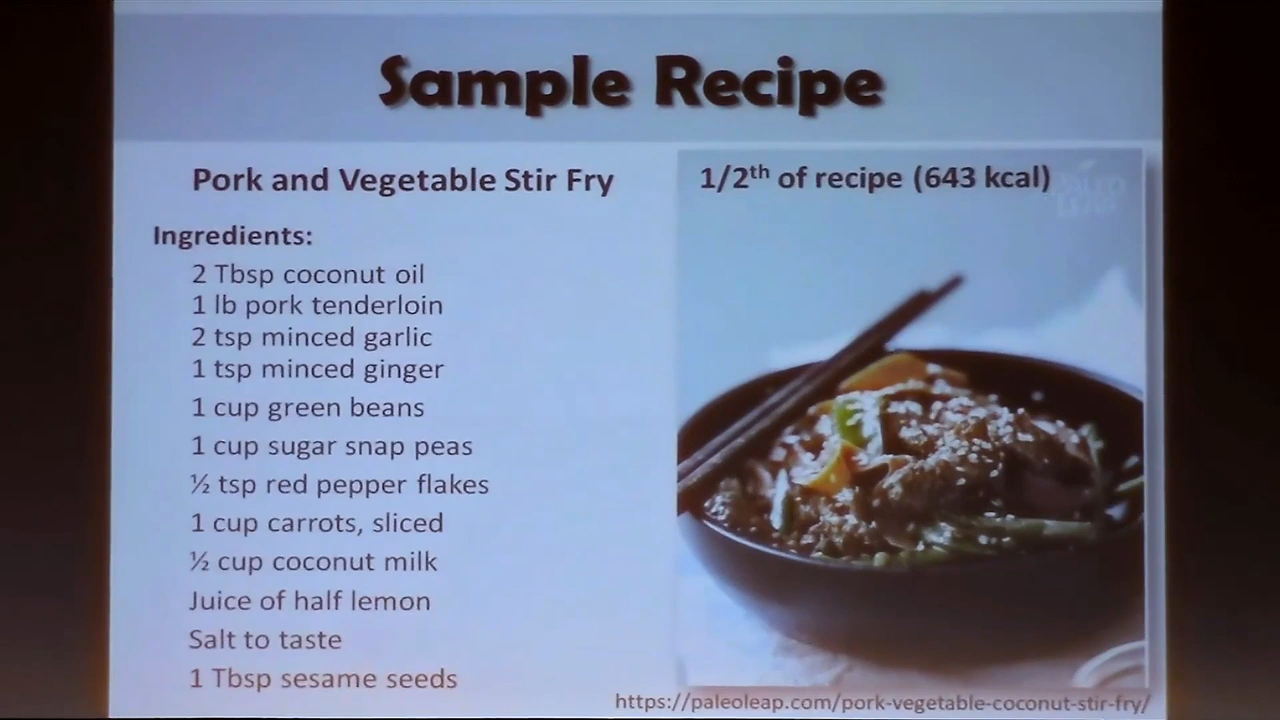 Sample Recipe
Pork and Vegetable Stir Fry
Ingredients:
2 Tbsp coconut oil
1 lb pork tenderloin
2 tsp minced garlic
1 tsp minced ginger
1 cup green beans
1 cup sugar snap peas
½ tsp red pepper flakes
1 cup carrots, sliced
½ cup coconut milk
Juice of half lemon
Salt to taste
1 Tbsp sesame seeds
1/2th of recipe (643 kcal)
PALEO
LEAP
https://paleoleap.com/pork-vegetable-coconut-stir-fry/